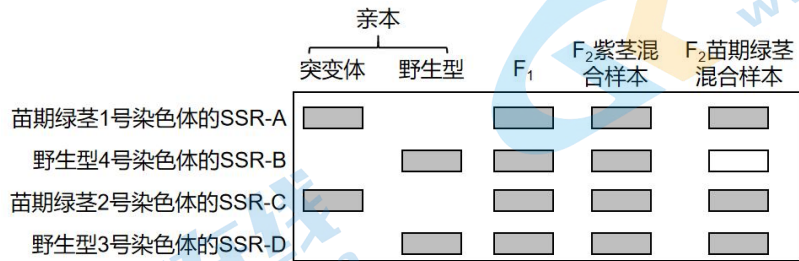 亲本
突变体 野生型 F₁ F₂紫茎混合样本 F₂苗期绿茎混合样本
苗期绿茎1号染色体的SSR-A
野生型4号染色体的SSR-B
苗期绿茎2号染色体的SSR-C
野生型3号染色体的SSR-D